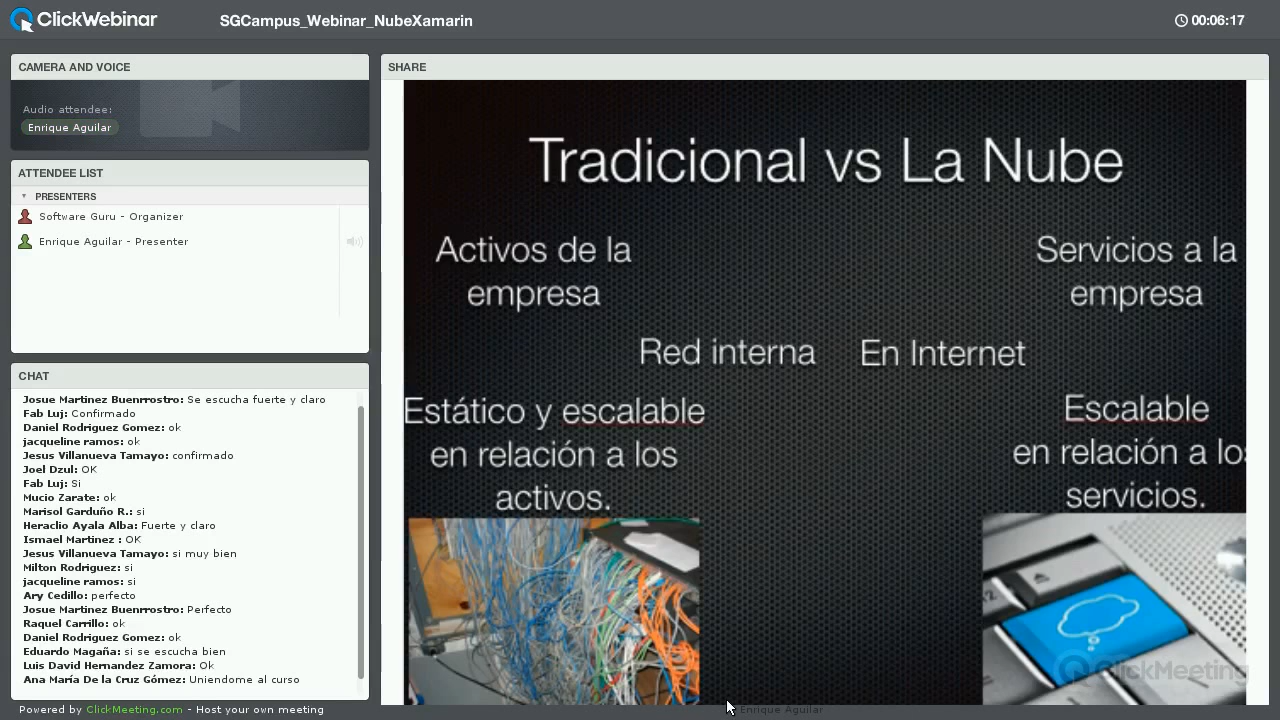 ClickWebinar
SGCampus_Webinar_NubeXamarin
00:06:17
CAMERA AND VOICE
Audio attendee:
Enrique Aguilar
ATTENDEE LIST
PRESENTERS
Software Guru - Organizer
Enrique Aguilar - Presenter
CHAT
Josue Martinez Buenrrostro: Se escucha fuerte y claro
Fab Luj: Confirmado
Daniel Rodriguez Gomez: ok
jacqueline ramos: ok
Jesus Villanueva Tamayo: confirmado
Joel Dzul: OK
Fab Luj: Si
Mucio Zarate: ok
Marisol Garduño R.: si
Heraclio Ayala Alba: Fuerte y claro
Ismael Martinez : OK
Jesus Villanueva Tamayo: si muy bien
Milton Rodriguez: si
jacqueline ramos: si
Ary Cedillo: perfecto
Josue Martinez Buenrrostro: Perfecto
Raquel Carrillo: ok
Daniel Rodriguez Gomez: ok
Eduardo Magaña: si se escucha bien
Luis David Hernandez Zamora: Ok
Ana María De la Cruz Gómez: Uniendome al curso
Powered by ClickMeeting.com - Host your own meeting
SHARE
Tradicional vs La Nube
Activos de la
empresa
Servicios a la
empresa
Red interna
En Internet
Estático y escalable
en relación a los
activos.
Escalable
en relación a los
servicios.
ClickMeeting
Enrique Aguilar